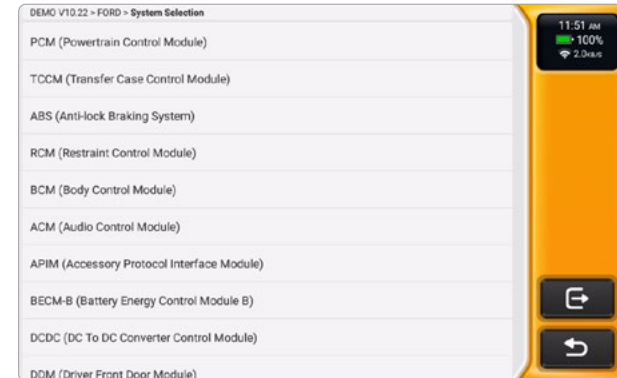 DEMO V10.22 > FORD > System Selection
PCM (Powertrain Control Module)
TCCM (Transfer Case Control Module)
ABS (Anti-lock Braking System)
RCM (Restraint Control Module)
BCM (Body Control Module)
ACM (Audio Control Module)
APIM (Accessory Protocol Interface Module)
BECM-B (Battery Energy Control Module B)
DCDC (DC To DC Converter Control Module)
DDM (Driver Front Door Module)
11:51 AM
100%
2.0KB/S